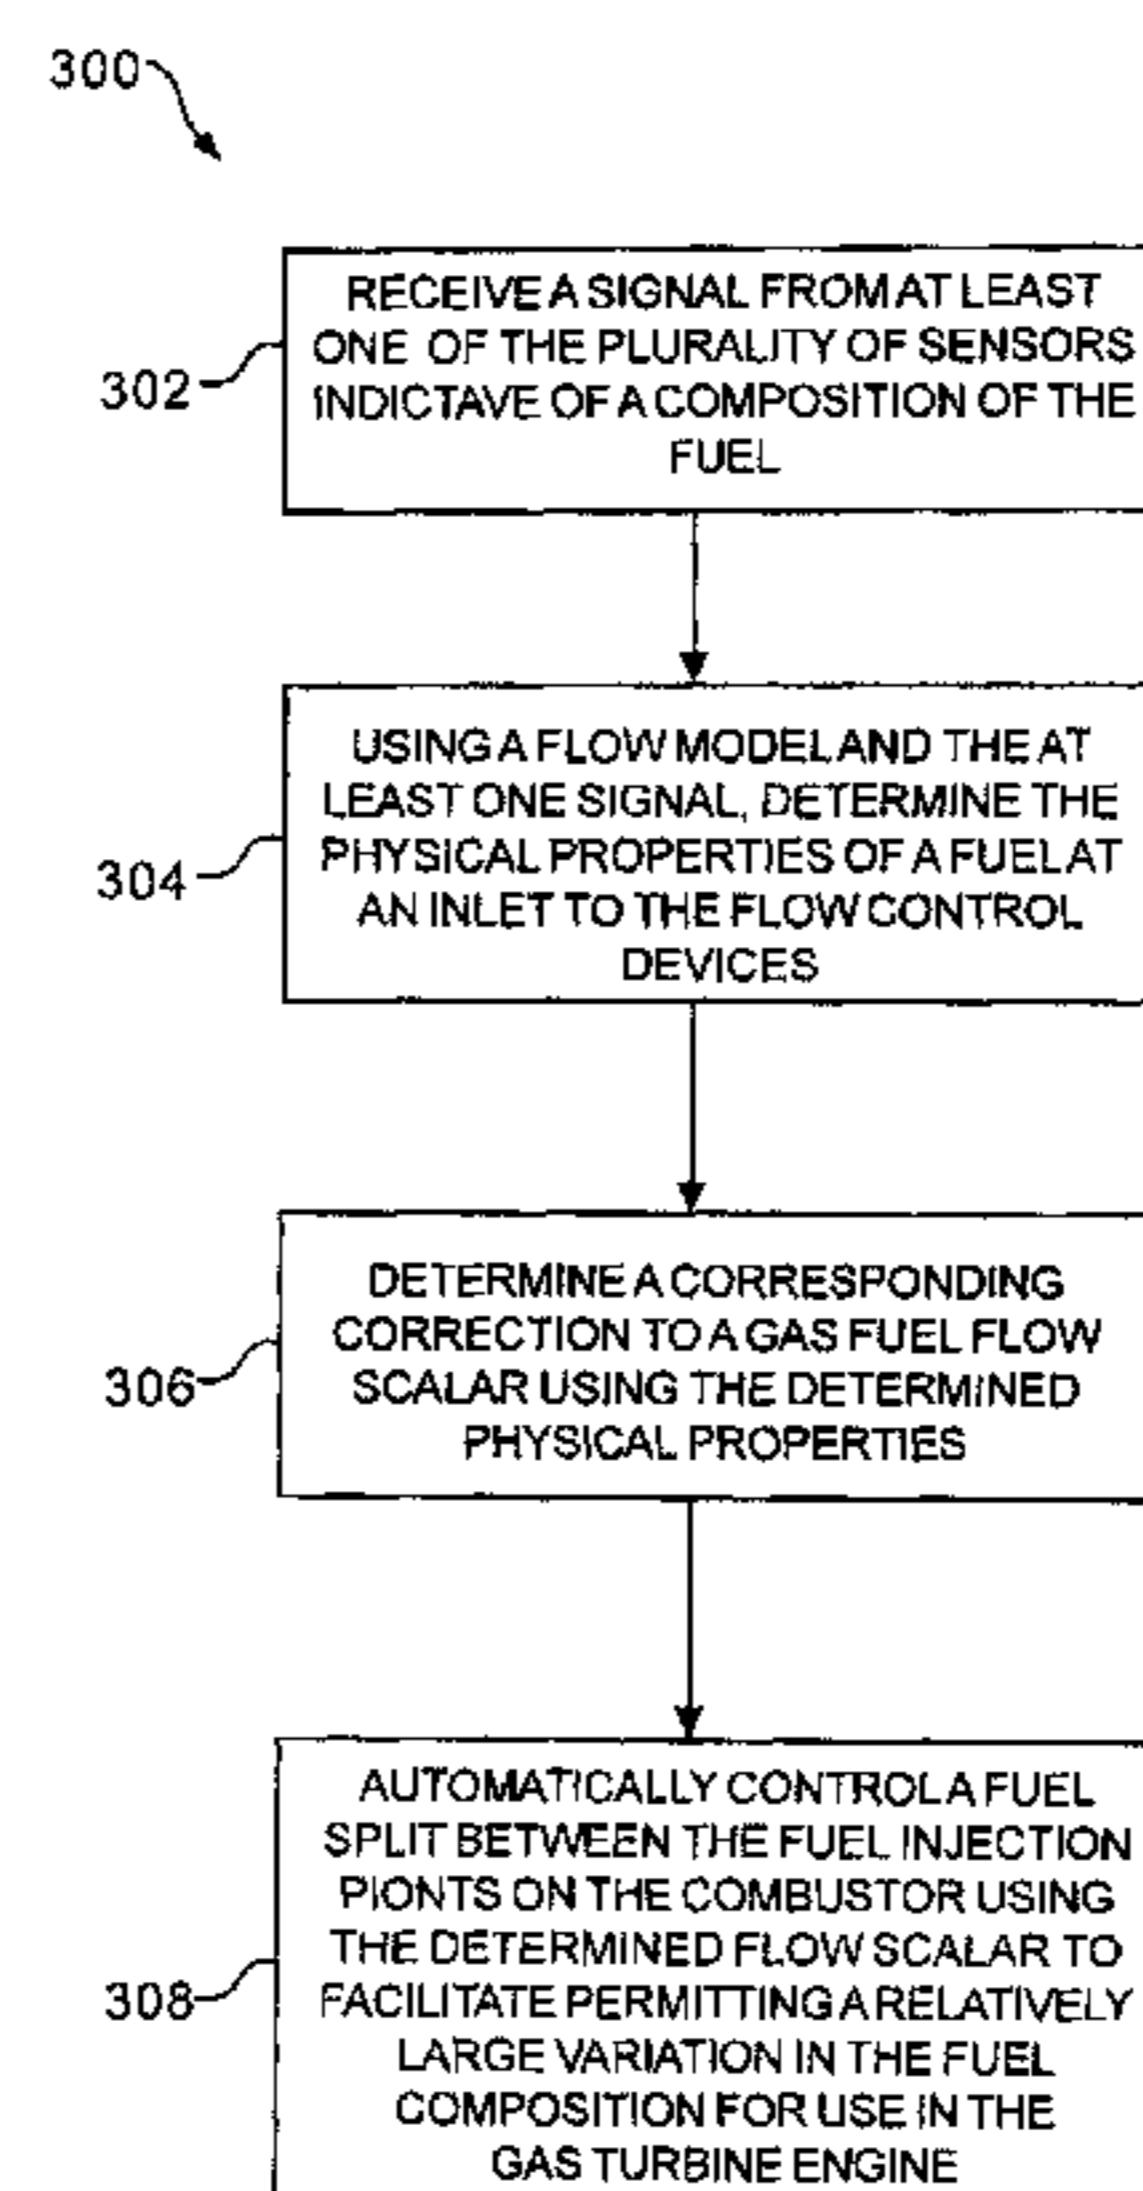 300
302
RECEIVE A SIGNAL FROM AT LEAST
ONE OF THE PLURALITY OF SENSORS
INDICTAVE OF A COMPOSITION OF THE
FUEL
304
USING A FLOW MODEL AND THE AT
LEAST ONE SIGNAL, DETERMINE THE
PHYSICAL PROPERTIES OF A FUEL AT
AN INLET TO THE FLOW CONTROL
DEVICES
306
DETERMINE A CORRESPONDING
CORRECTION TO A GAS FUEL FLOW
SCALAR USING THE DETERMINED
PHYSICAL PROPERTIES
308
AUTOMATICALLY CONTROL A FUEL
SPLIT BETWEEN THE FUEL INJECTION
PIONTS ON THE COMBUSTOR USING
THE DETERMINED FLOW SCALAR TO
FACILITATE PERMITTING A RELATIVELY
LARGE VARIATION IN THE FUEL
COMPOSITION FOR USE IN THE
GAS TURBINE ENGINE